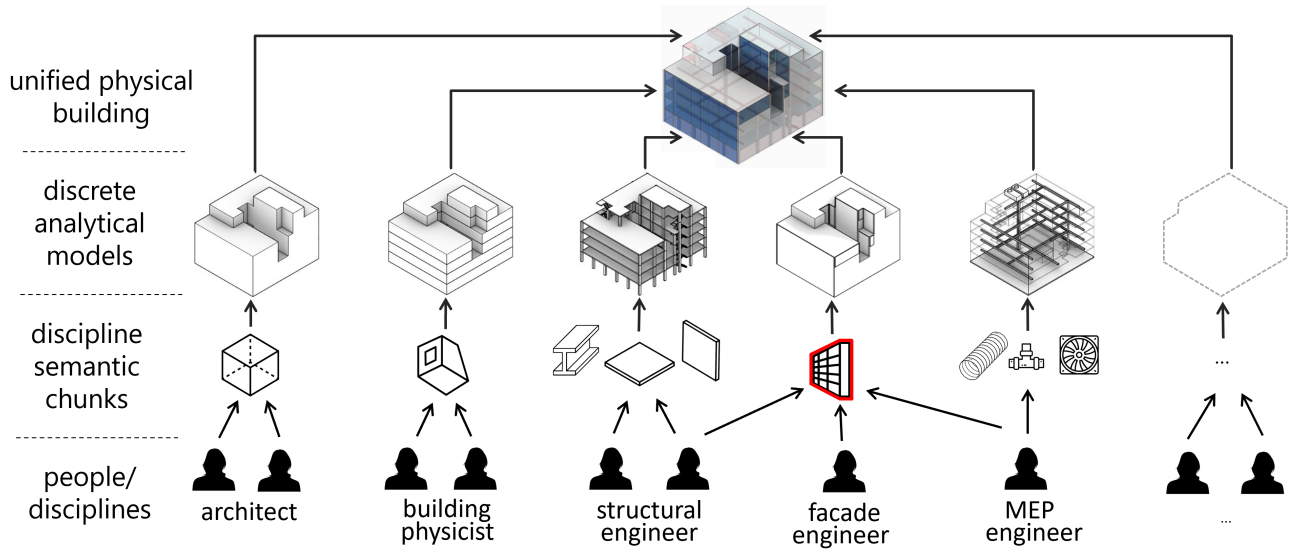 unified physical
building
discrete
analytical
models
discipline
semantic
chunks
...
people/
disciplines
architect
building
physicist
structural
engineer
facade
engineer
MEP
engineer
...